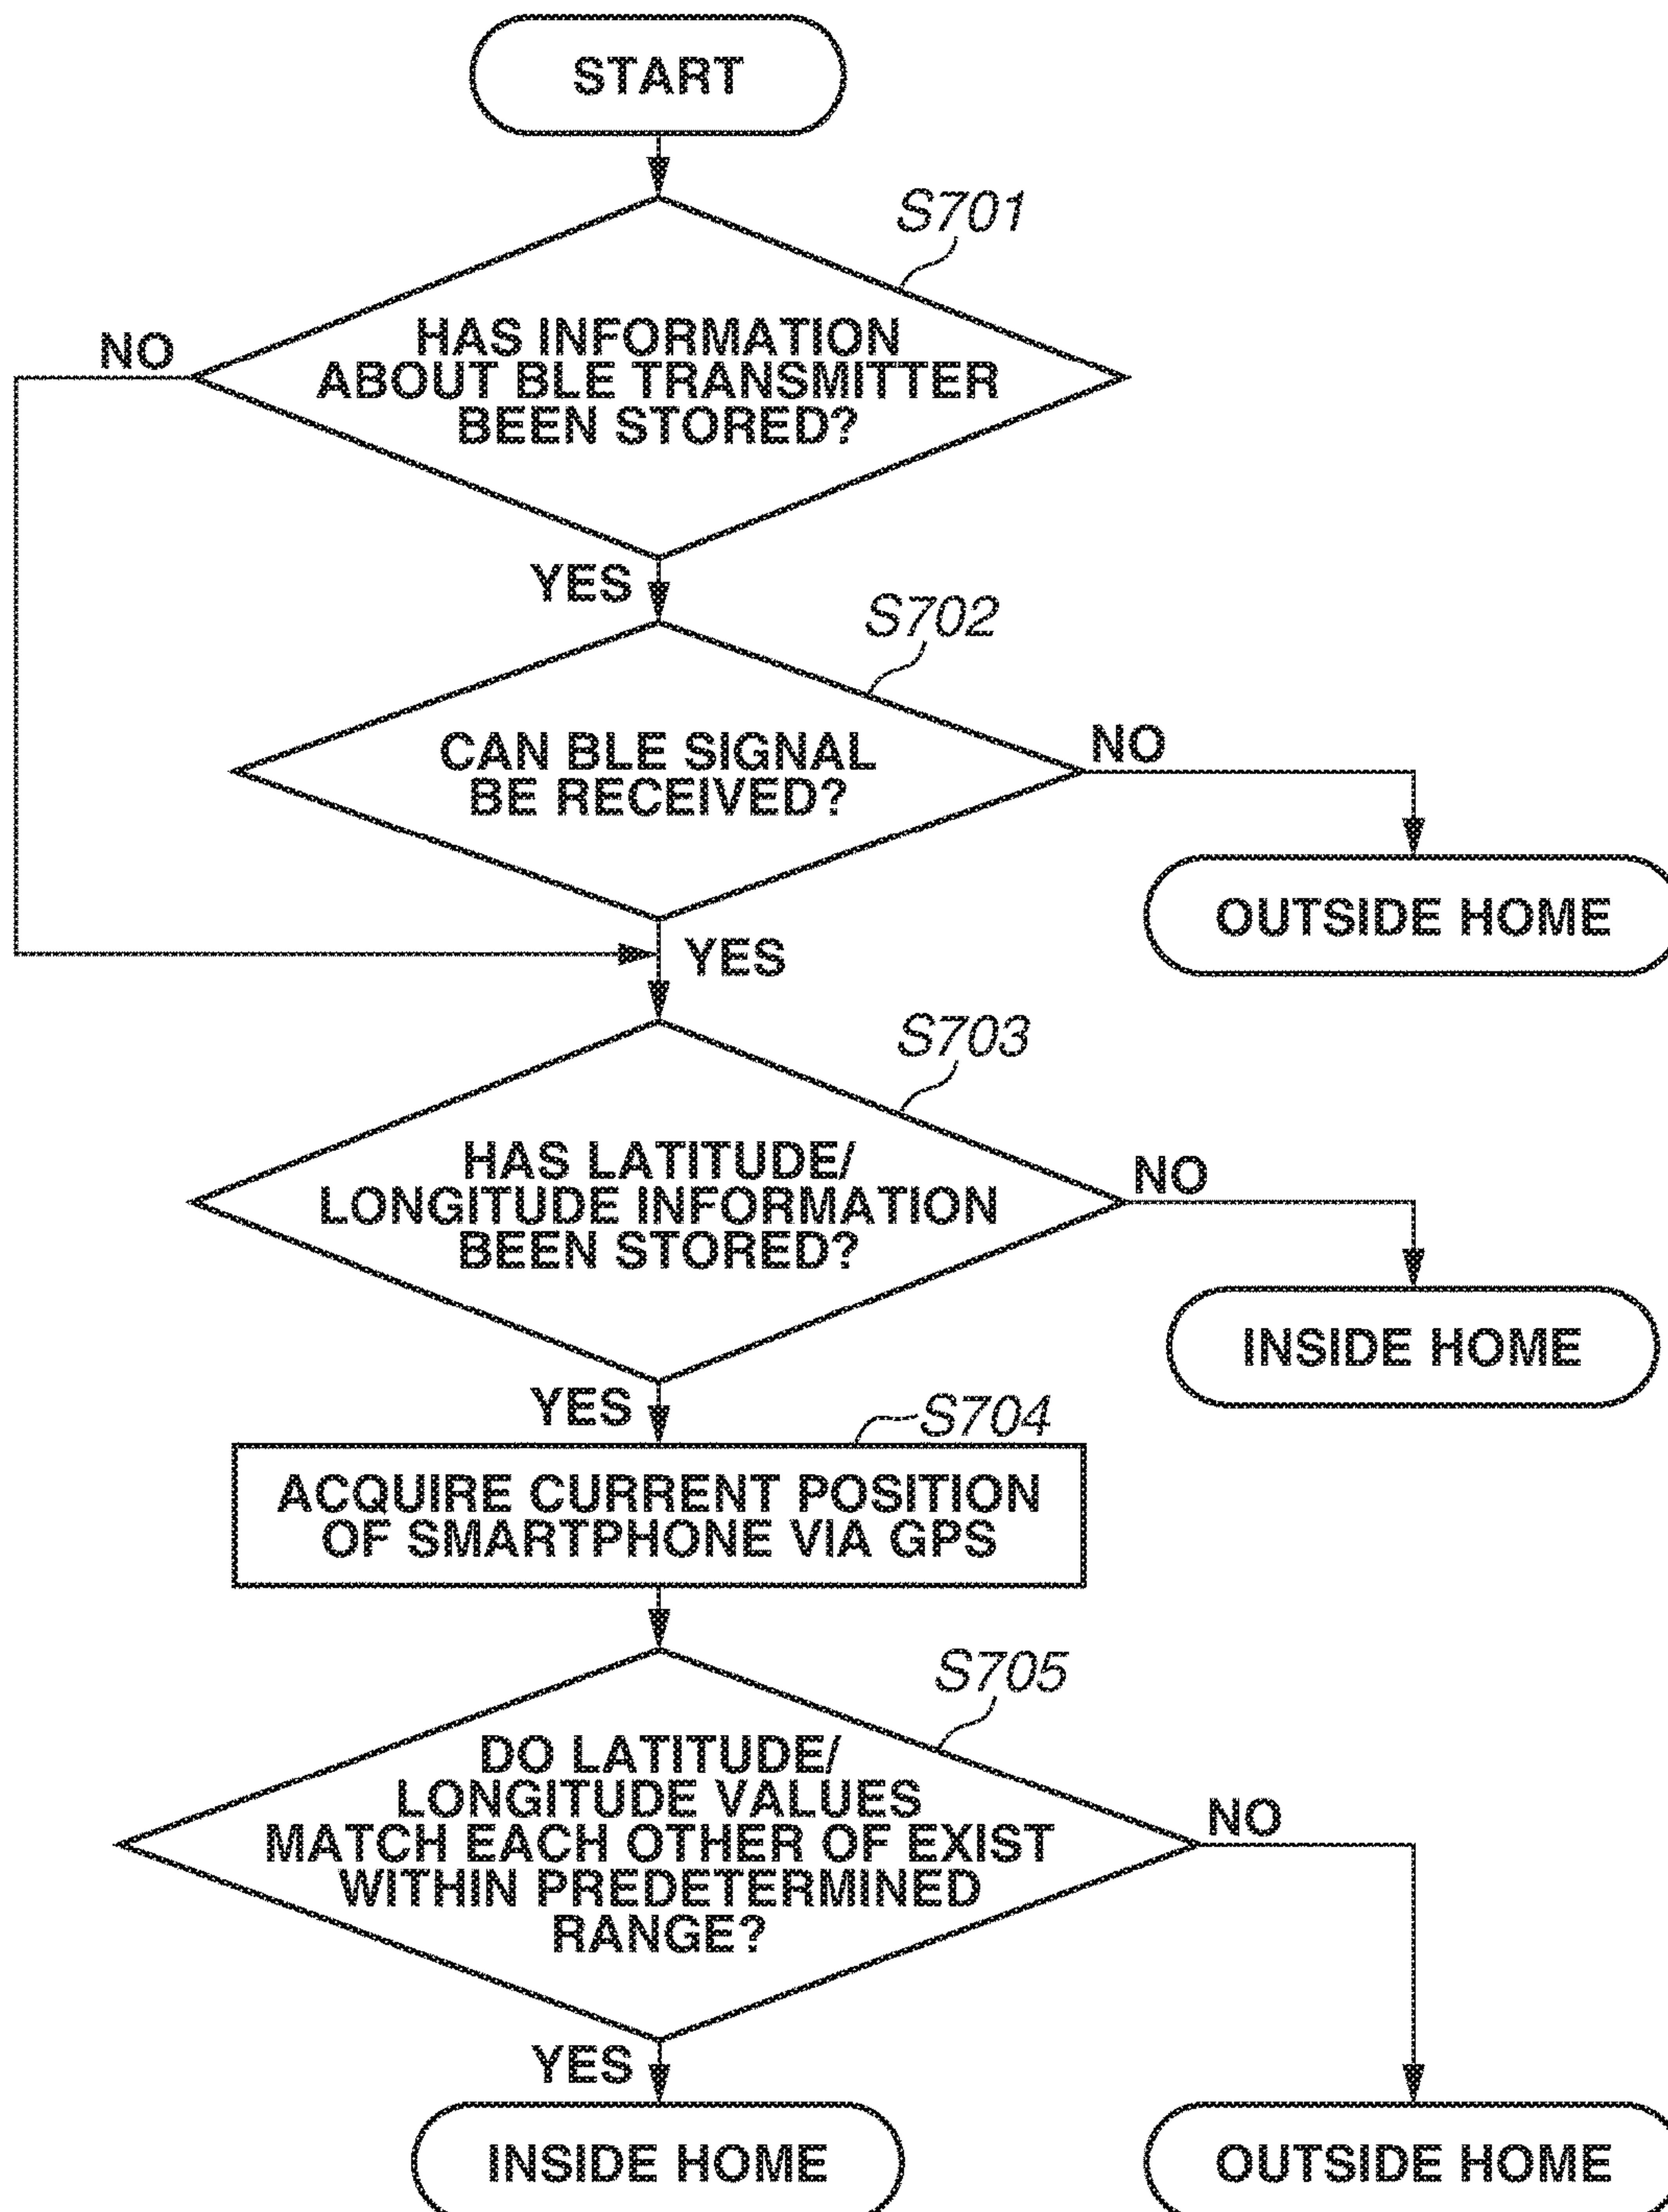 START
S701
HAS INFORMATION
ABOUT BLE TRANSMITTER
BEEN STORED?
NO
YES
S702
CAN BLE SIGNAL
BE RECEIVED?
NO
OUTSIDE HOME
YES
S703
HAS LATITUDE/
LONGITUDE INFORMATION
BEEN STORED?
NO
INSIDE HOME
YES
S704
ACQUIRE CURRENT POSITION
OF SMARTPHONE VIA GPS
S705
DO LATITUDE/
LONGITUDE VALUES
MATCH EACH OTHER OF EXIST
WITHIN PREDETERMINED
RANGE?
NO
YES
INSIDE HOME
OUTSIDE HOME